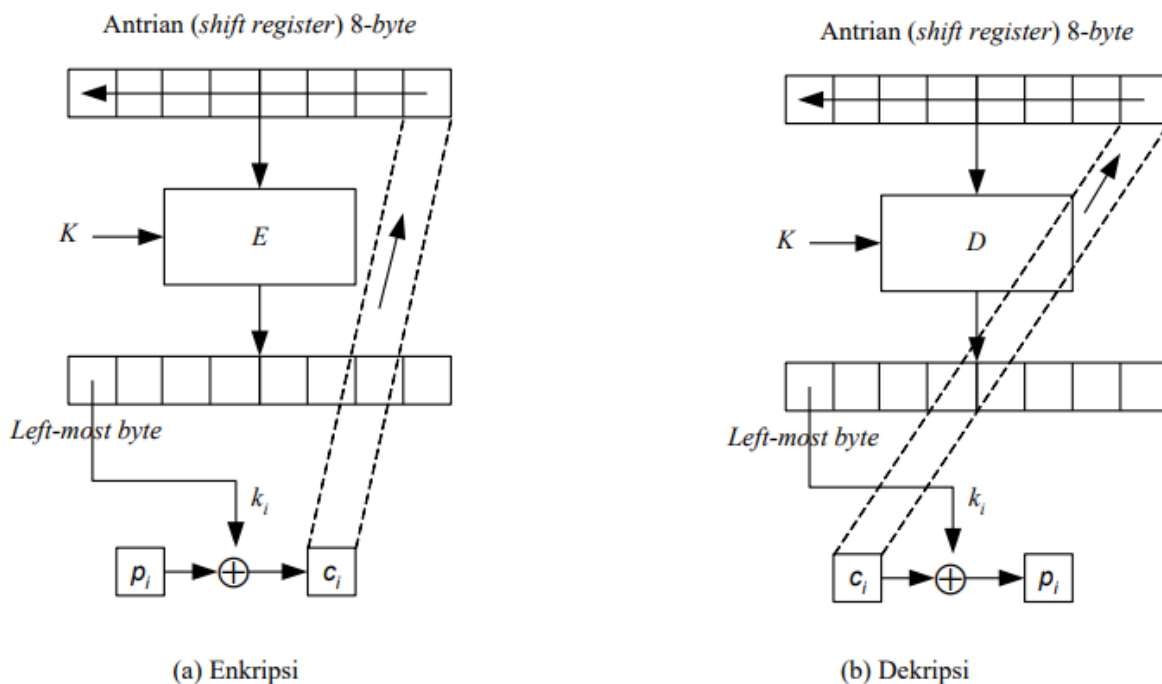 Antrian (shift register) 8-byte
K
E
Left-most byte
k_i
p_i
c_i
(a) Enkripsi
Antrian (shift register) 8-byte
K
D
Left-most byte
k_i
c_i
p_i
(b) Dekripsi